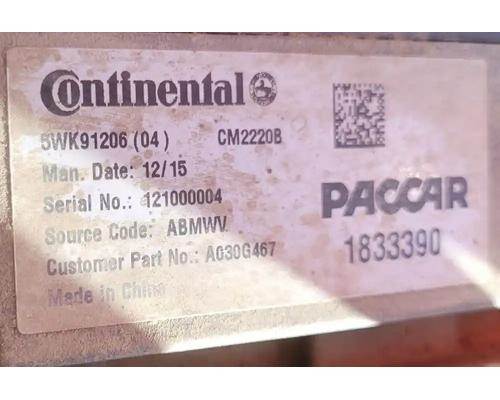 Continental
5WK91206 (04) CM2220B
Man. Date: 12/15
Serial No.: 121000004
Source Code: ABMWV
Customer Part No.: A030G467
Made in China
PACCAR
1833390